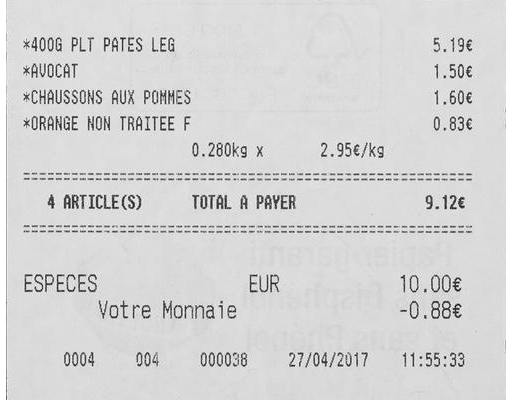 *400G PLT PATES LEG 5.19€
*AVOCAT 1.50€
*CHAUSSONS AUX POMMES 1.60€
*ORANGE NON TRAITEE F 0.83€
0.280kg x 2.95€/kg
4 ARTICLE(S) TOTAL A PAYER 9.12€
ESPECES EUR 10.00€
Votre Monnaie -0.88€
0004 004 000038 27/04/2017 11:55:33